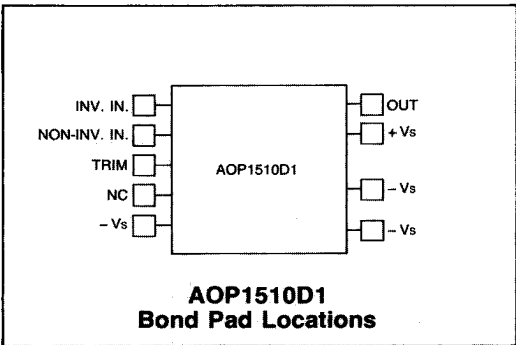 INV. IN.
NON-INV. IN.
TRIM
NC
– Vs
AOP1510D1
OUT
+ Vs
– Vs
– Vs
AOP1510D1
Bond Pad Locations